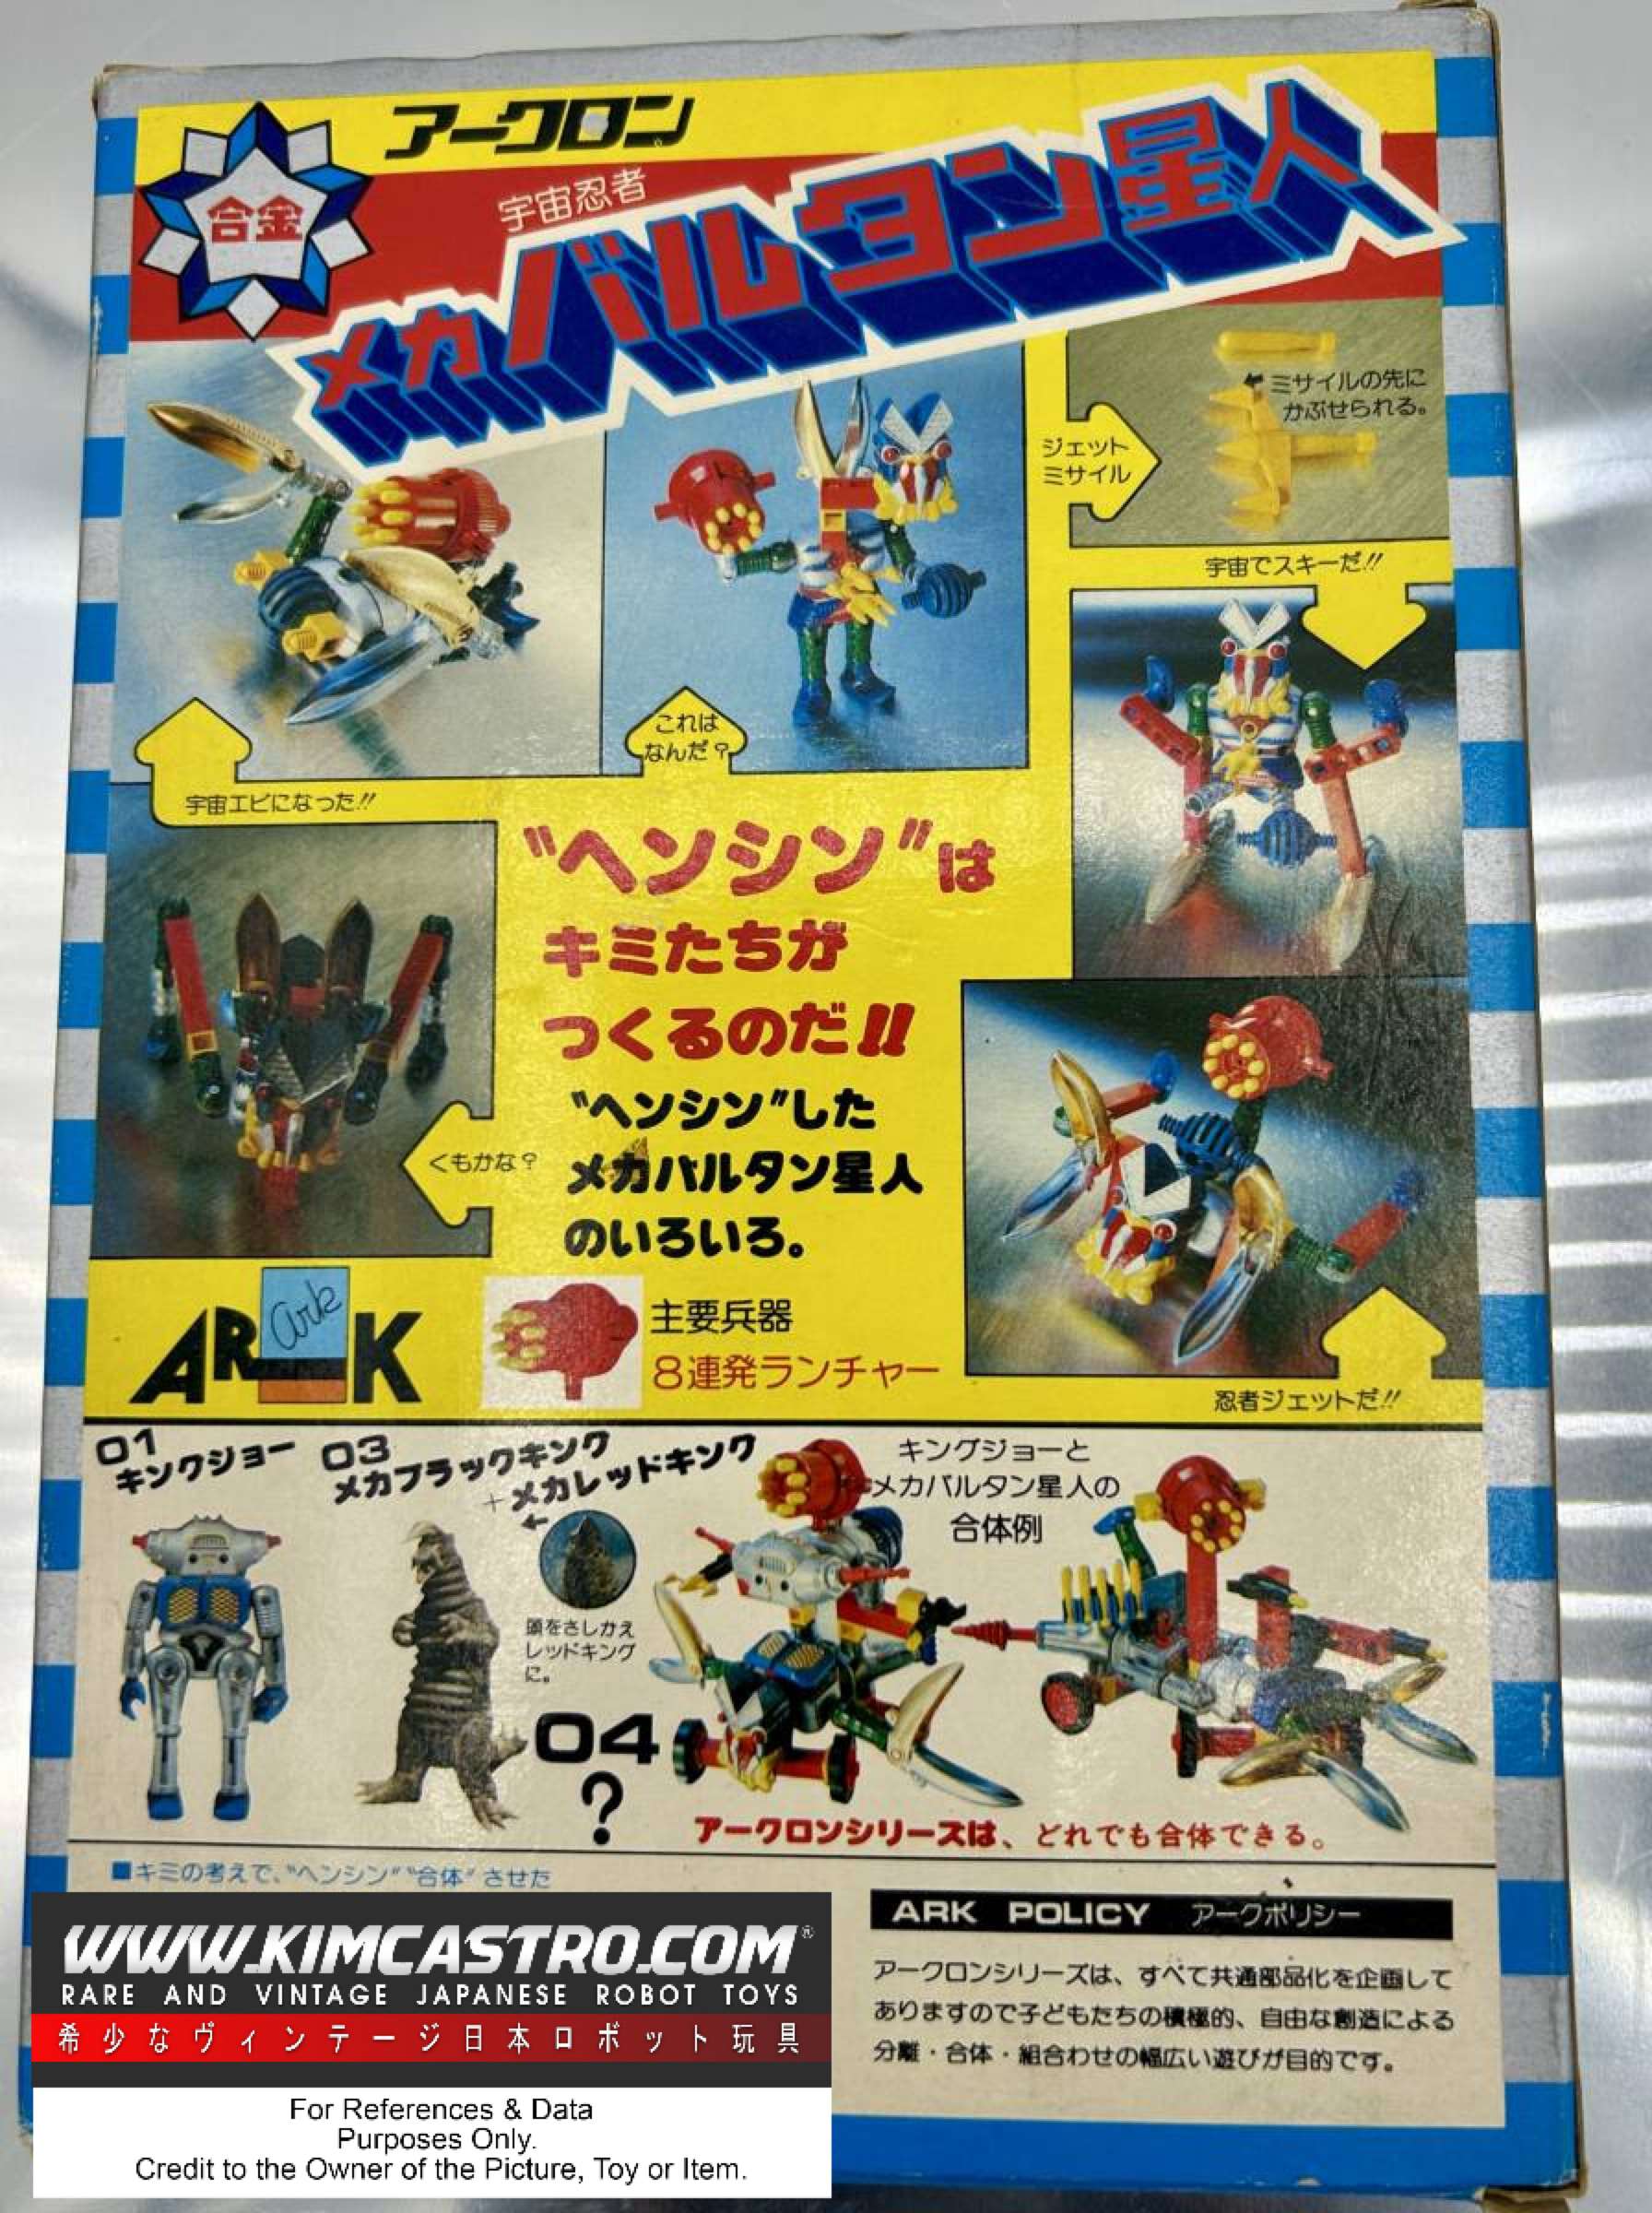 アークロン
合金
宇宙忍者
メカバルタン星人
ミサイルの先に
かぶせられる。
ジェット
ミサイル
宇宙でスキーだ!!
これは
なんだ?
宇宙エビになった!!
"ヘンシン"は
キミたちが
つくるのだ!!
"ヘンシン"した
メカバルタン星人
のいろいろ。
くもかな?
ARK
Ark
主要兵器
8連発ランチャー
忍者ジェットだ!!
01
キングジョー
03
メカブラックキング
+メカレッドキング
頭をさしかえ
レッドキング
に。
04
?
キングジョーと
メカバルタン星人の
合体例
アークロンシリーズは、どれでも合体できる。
■キミの考えで、"ヘンシン""合体"させた
ARK POLICY アークポリシー
アークロンシリーズは、すべて共通部品化を企画して
ありますので子どもたちの積極的、自由な創造による
分離・合体・組合わせの幅広い遊びが目的です。
WWW.KIMCASTRO.COM®
RARE AND VINTAGE JAPANESE ROBOT TOYS
希少なヴィンテージ日本ロボット玩具
For References & Data
Purposes Only.
Credit to the Owner of the Picture, Toy or Item.